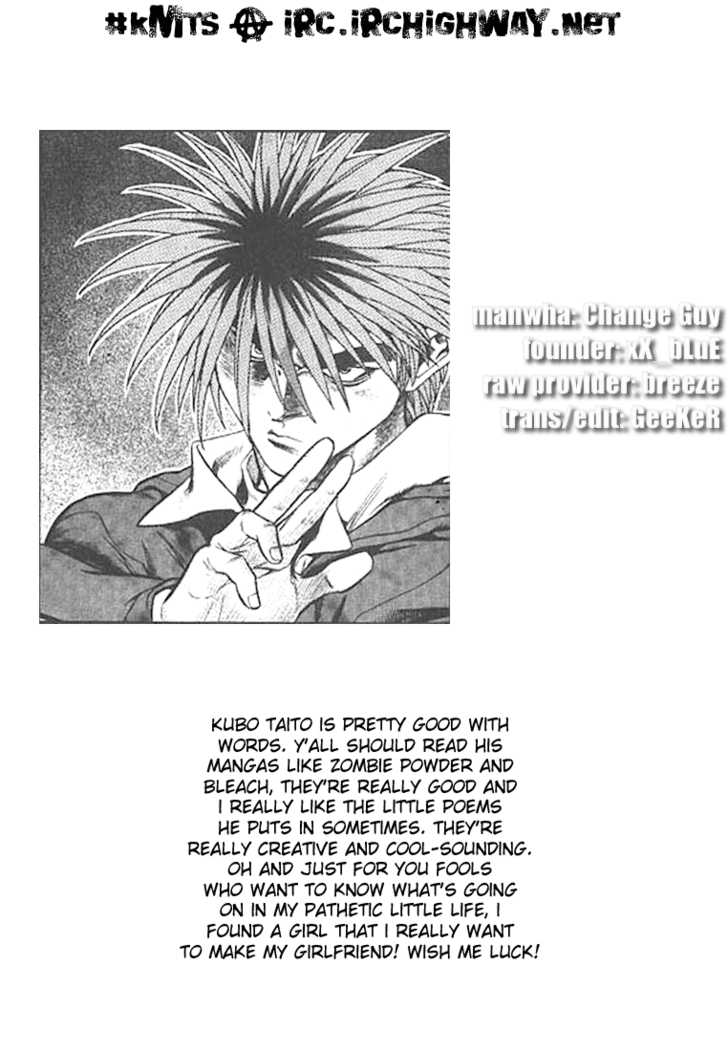 #KMTS @ iRC.iRCHiGHWAY.NET
manwha: Change Guy
founder: xX_bLuE
raw provider: breeze
trans/edit: GeeKeR
KUBO TAITO IS PRETTY GOOD WITH
WORDS. Y'ALL SHOULD READ HIS
MANGAS LIKE ZOMBIE POWDER AND
BLEACH, THEY'RE REALLY GOOD AND
I REALLY LIKE THE LITTLE POEMS
HE PUTS IN SOMETIMES. THEY'RE
REALLY CREATIVE AND COOL-SOUNDING.
OH AND JUST FOR YOU FOOLS
WHO WANT TO KNOW WHAT'S GOING
ON IN MY PATHETIC LITTLE LIFE, I
FOUND A GIRL THAT I REALLY WANT
TO MAKE MY GIRLFRIEND! WISH ME LUCK!